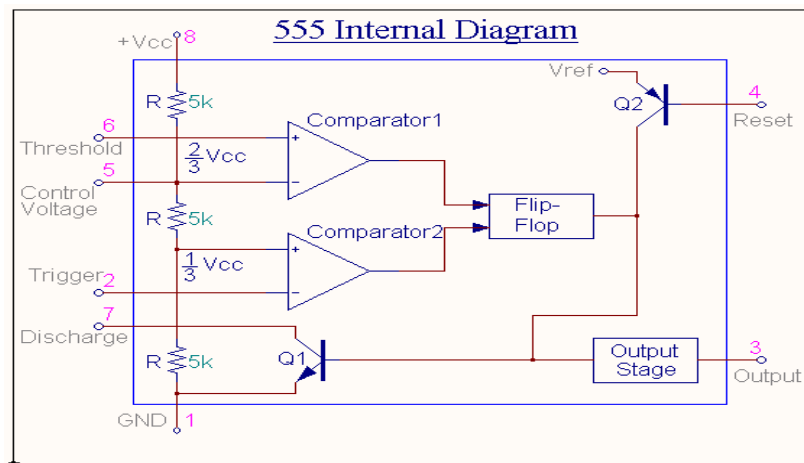 555 Internal Diagram
8
+Vcc
Vref
4
R 5k
Q2
6
Comparator1
Reset
Threshold
2/3 Vcc
5
Control
Voltage
Flip-
Flop
R 5k
Comparator2
1/3 Vcc
Trigger
2
7
Discharge
R 5k
Q1
Output
Stage
3
Output
GND
1
+
−
+
−